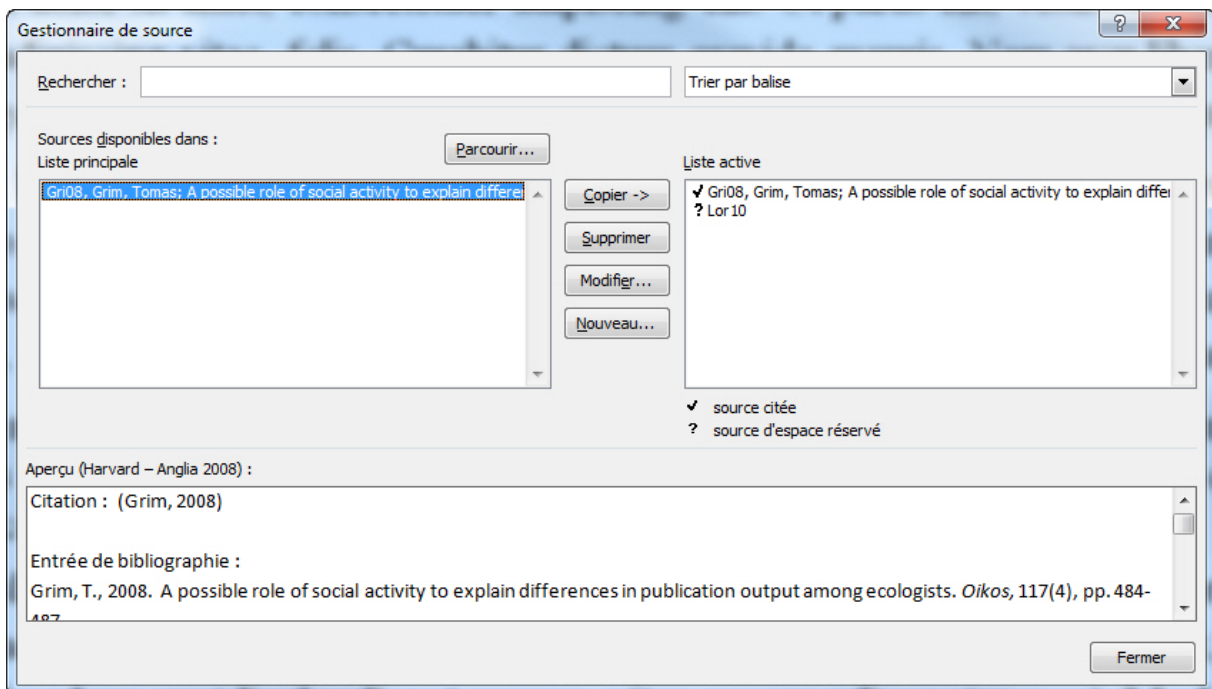 Gestionnaire de source
Rechercher :
Trier par balise
Sources disponibles dans :
Liste principale
Parcourir...
Liste active
Gri08, Grim, Tomas; A possible role of social activity to explain differe
Copier ->
Supprimer
Modifier...
Nouveau...
✔ Gri08, Grim, Tomas; A possible role of social activity to explain differ
? Lor10
✔ source citée
? source d'espace réservé
Aperçu (Harvard – Anglia 2008) :
Citation : (Grim, 2008)
Entrée de bibliographie :
Grim, T., 2008. A possible role of social activity to explain differences in publication output among ecologists. Oikos, 117(4), pp. 484-
487
Fermer